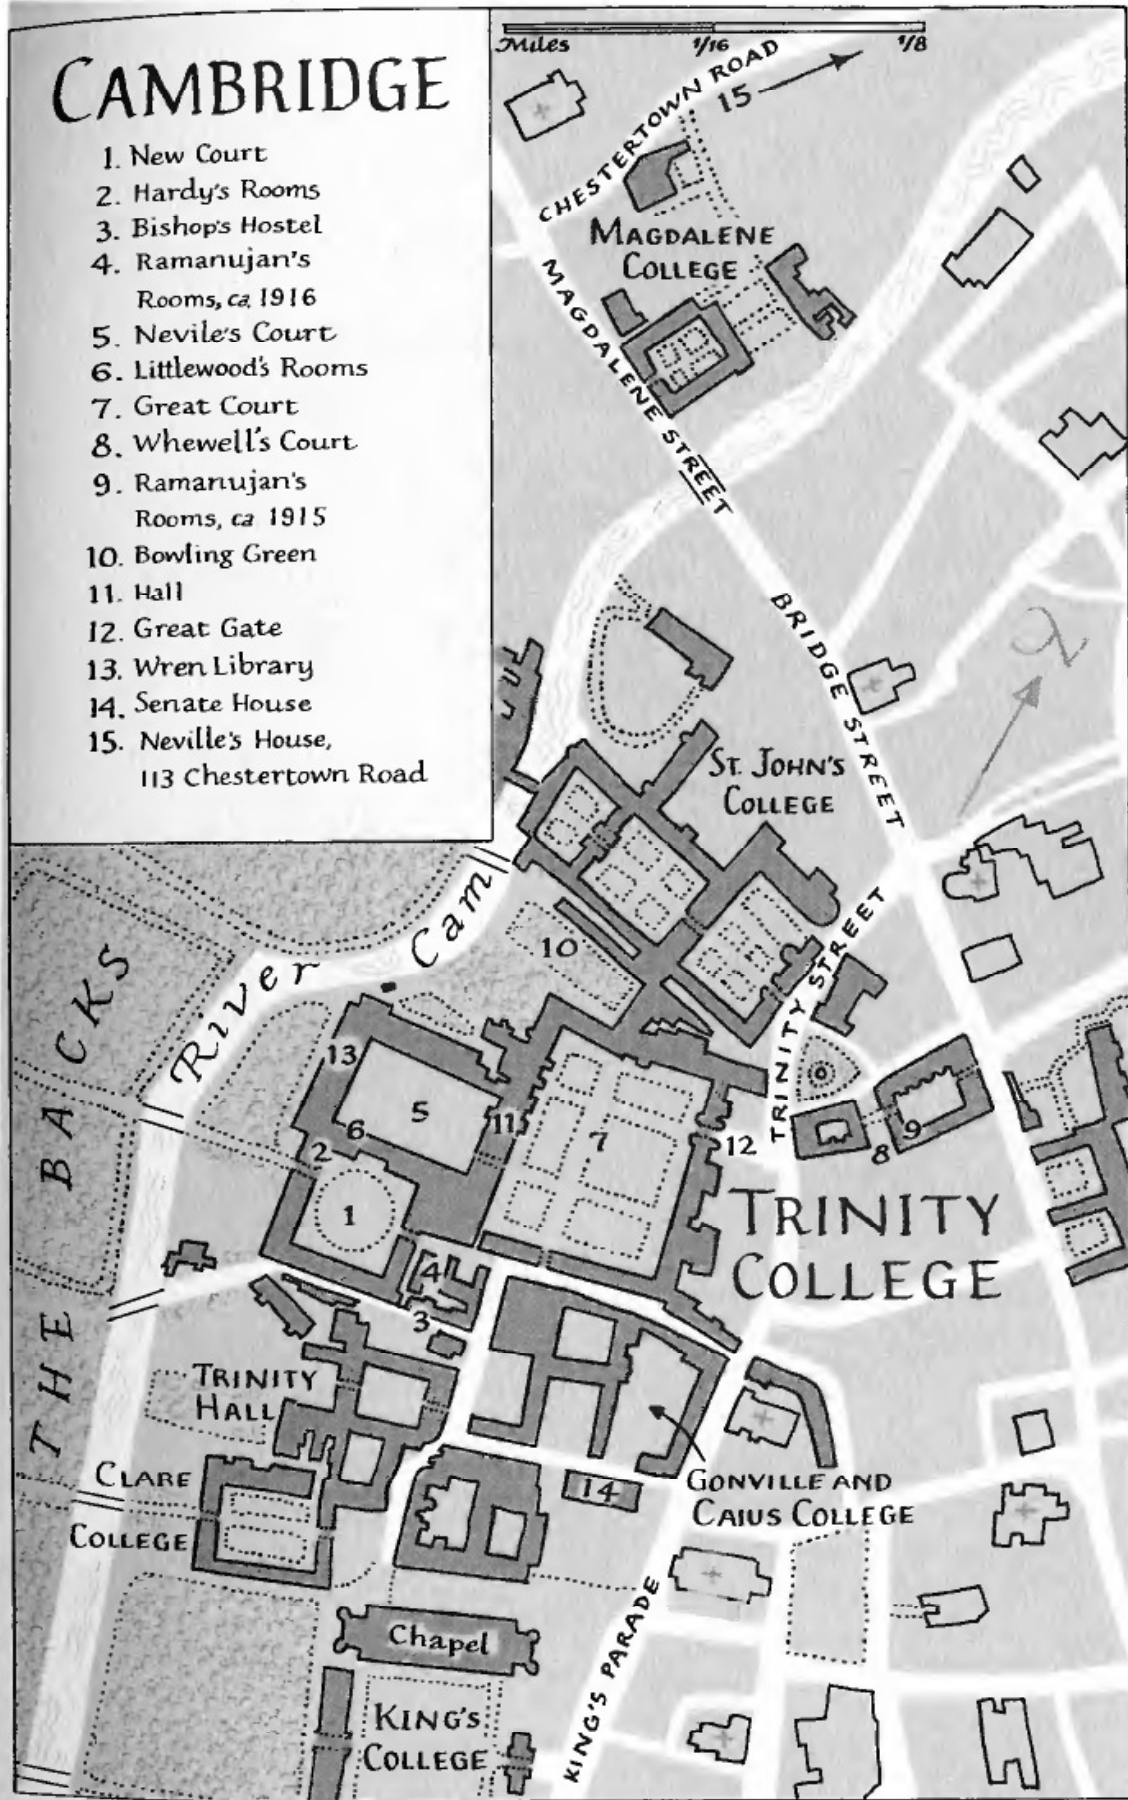 CAMBRIDGE
1. New Court
2. Hardy's Rooms
3. Bishop's Hostel
4. Ramanujan's
Rooms, ca 1916
5. Nevile's Court
6. Littlewood's Rooms
7. Great Court
8. Whewell's Court
9. Ramanujan's
Rooms, ca 1915
10. Bowling Green
11. Hall
12. Great Gate
13. Wren Library
14. Senate House
15. Neville's House,
113 Chestertown Road
Miles 1/16 1/8
CHESTERTOWN ROAD
15
MAGDALENE
COLLEGE
MAGDALENE STREET
BRIDGE STREET
N
ST. JOHN'S
COLLEGE
TRINITY STREET
River Cam
THE BACKS
10
13
5
11
7
12
6
2
8
9
1
4
3
TRINITY
COLLEGE
TRINITY
HALL
CLARE
COLLEGE
14
GONVILLE AND
CAIUS COLLEGE
KING'S PARADE
Chapel
KING'S
COLLEGE